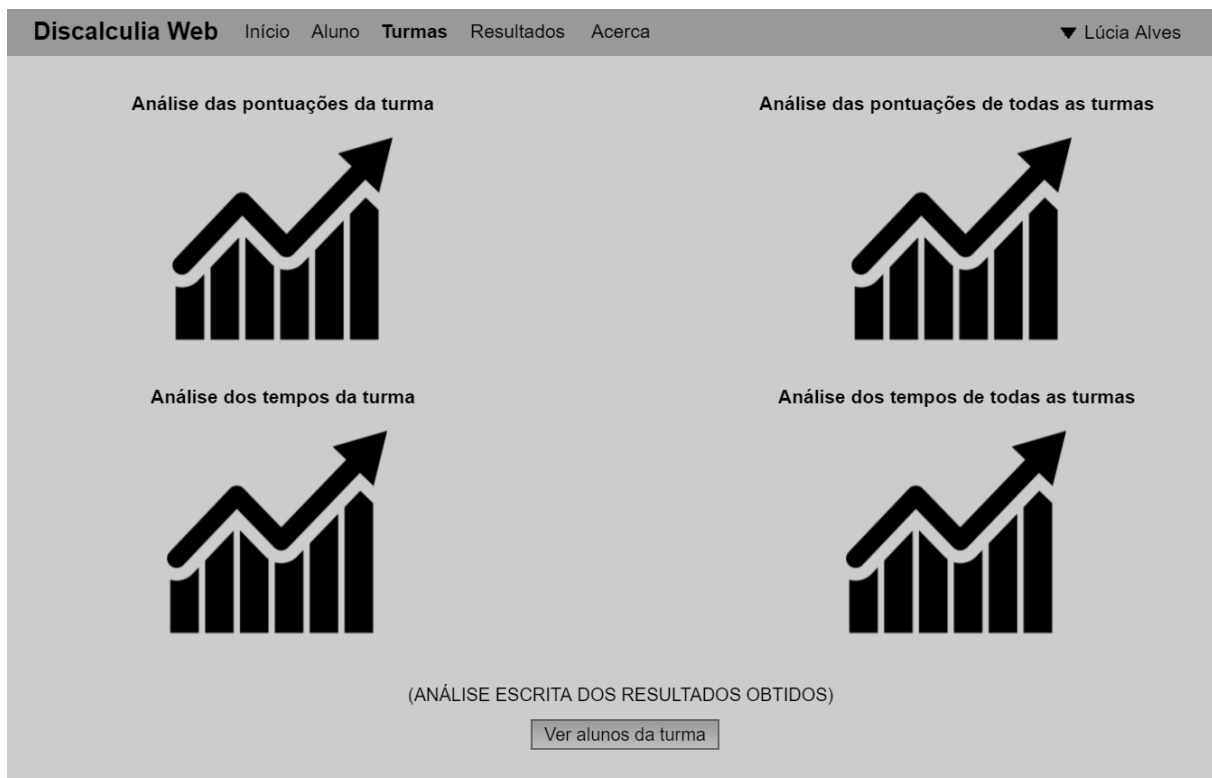 Discalculia Web Início Aluno Turmas Resultados Acerca ▼ Lúcia Alves
Análise das pontuações da turma
Análise das pontuações de todas as turmas
Análise dos tempos da turma
Análise dos tempos de todas as turmas
(ANÁLISE ESCRITA DOS RESULTADOS OBTIDOS)
Ver alunos da turma